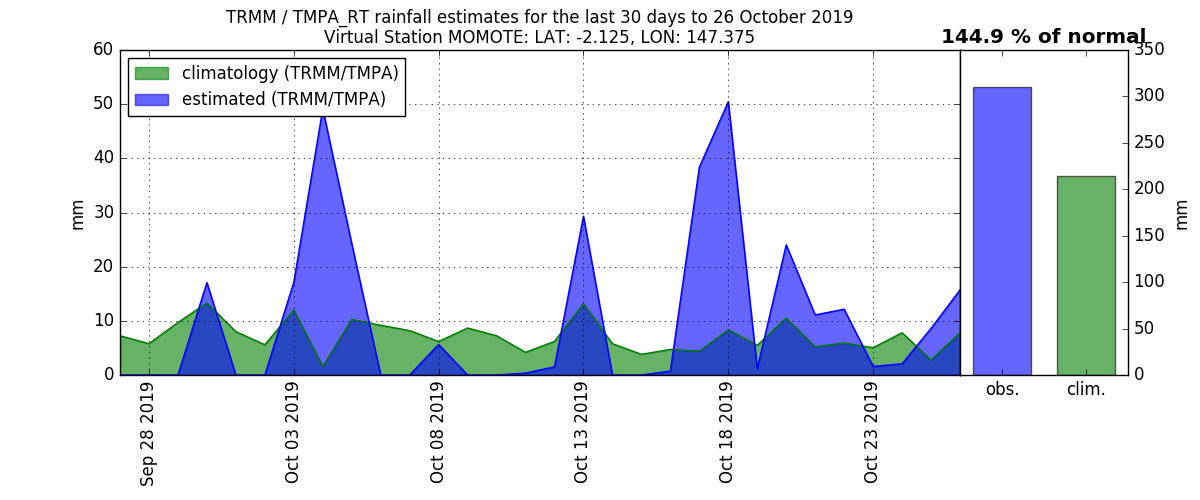 TRMM / TMPA_RT rainfall estimates for the last 30 days to 26 October 2019
Virtual Station MOMOTE: LAT: -2.125, LON: 147.375
144.9 % of normal
climatology (TRMM/TMPA)
estimated (TRMM/TMPA)
60
50
40
30
20
10
0
mm
Sep 28 2019
Oct 03 2019
Oct 08 2019
Oct 13 2019
Oct 18 2019
Oct 23 2019
obs.
clim.
350
300
250
200
150
100
50
0
mm